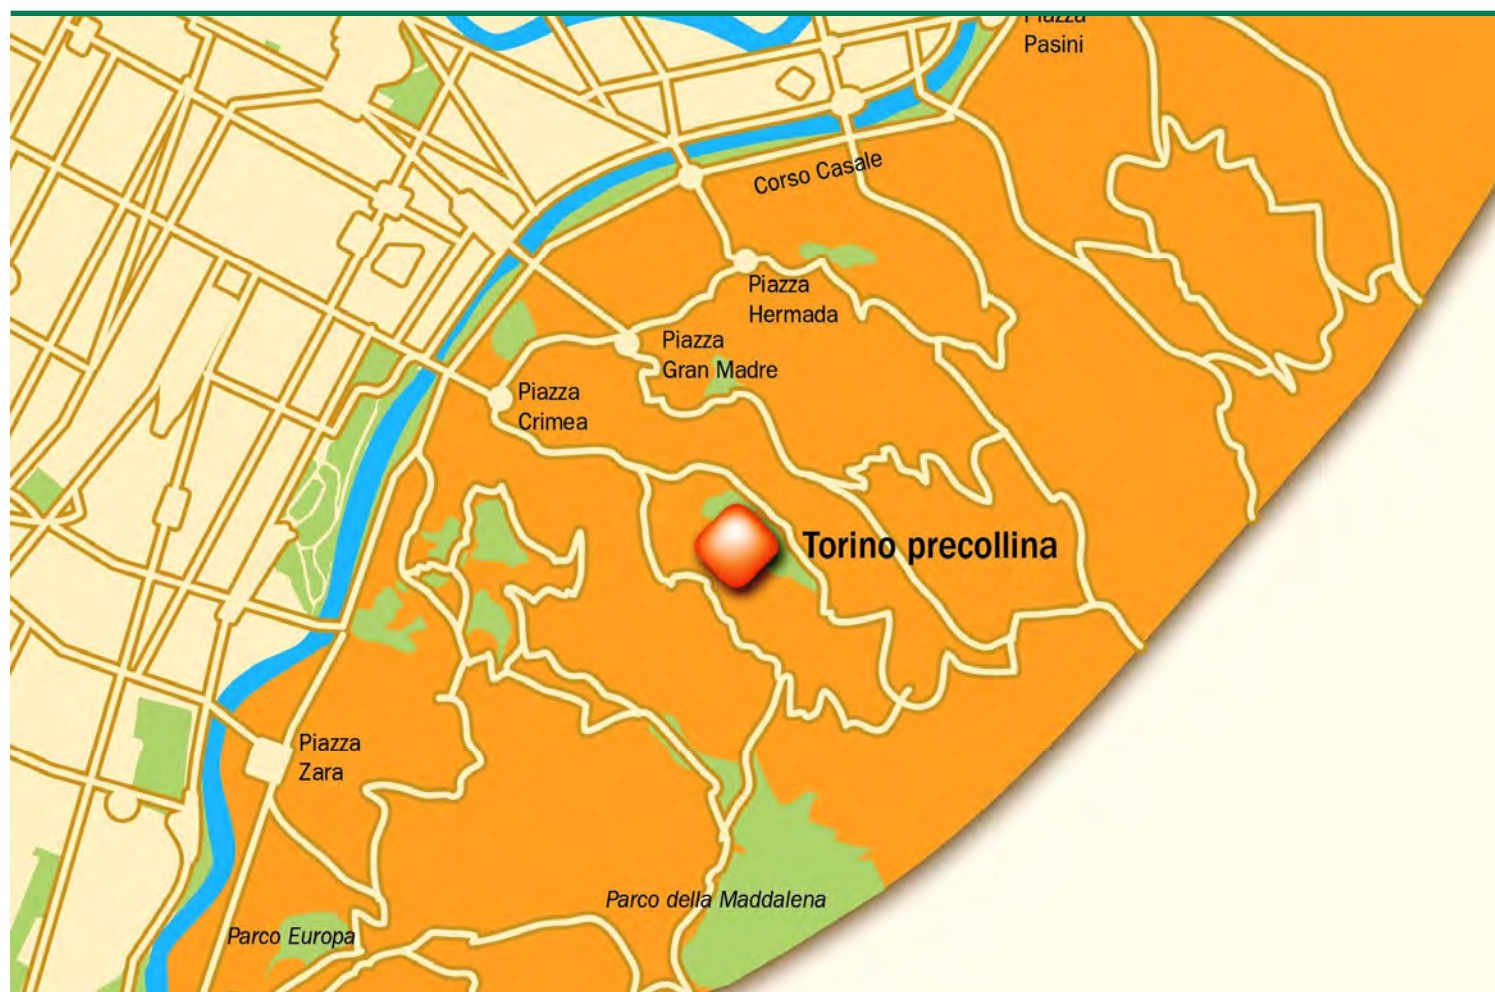 Piazza
Pasini
Corso Casale
Piazza
Hermada
Piazza
Gran Madre
Piazza
Crimea
Torino precollina
Piazza
Zara
Parco della Maddalena
Parco Europa